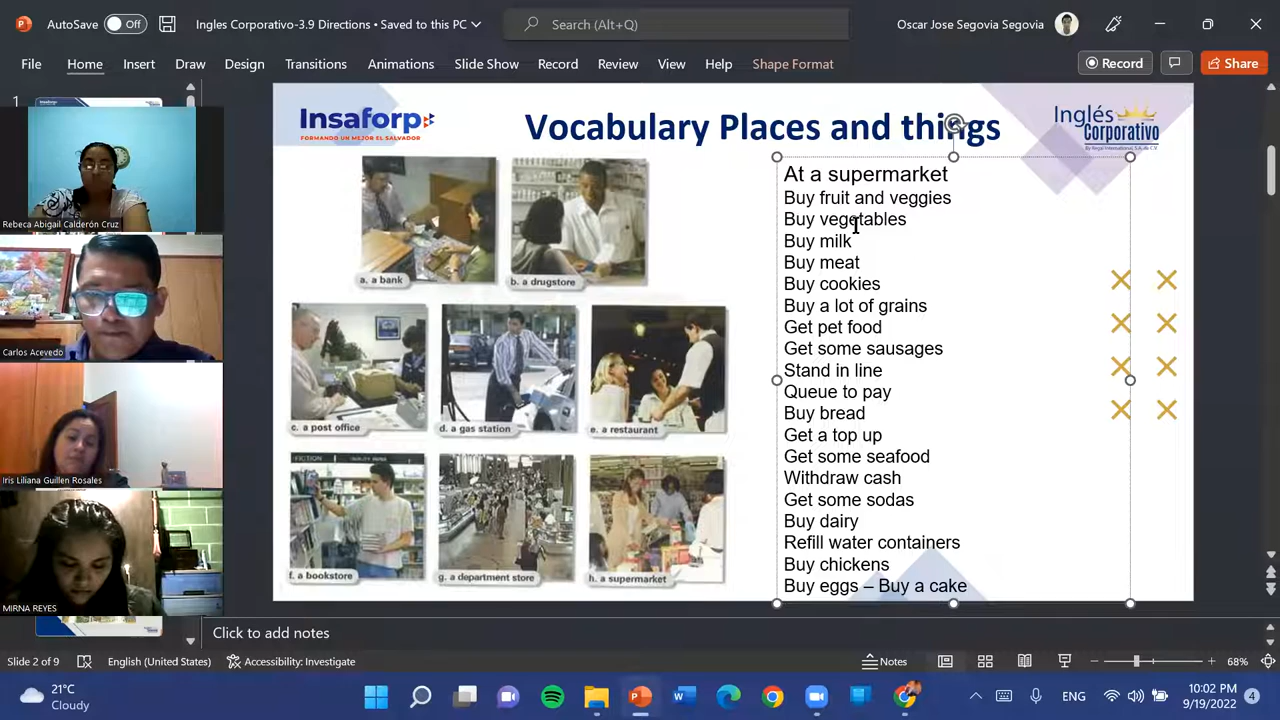 AutoSave
Off
Ingles Corporativo-3.9 Directions • Saved to this PC
Search (Alt+Q)
Oscar Jose Segovia Segovia
File
Home
Insert
Draw
Design
Transitions
Animations
Slide Show
Record
Review
View
Help
Shape Format
Record
Share
1
Insaforp
FORMANDO UN MEJOR EL SALVADOR
Vocabulary Places and things
Inglés
Corporativo
Rebeca Abigail Calderón Cruz
Carlos Acevedo
Iris Liliana Guillen Rosales
MIRNA REYES
a. a bank
b. a drugstore
c. a post office
d. a gas station
e. a restaurant
FICTION
f. a bookstore
g. a department store
h. a supermarket
At a supermarket
Buy fruit and veggies
Buy vegetables
Buy milk
Buy meat
Buy cookies
Buy a lot of grains
Get pet food
Get some sausages
Stand in line
Queue to pay
Buy bread
Get a top up
Get some seafood
Withdraw cash
Get some sodas
Buy dairy
Refill water containers
Buy chickens
Buy eggs – Buy a cake
Click to add notes
Slide 2 of 9
English (United States)
Accessibility: Investigate
Notes
68%
21°C
Cloudy
ENG
10:02 PM
9/19/2022
4